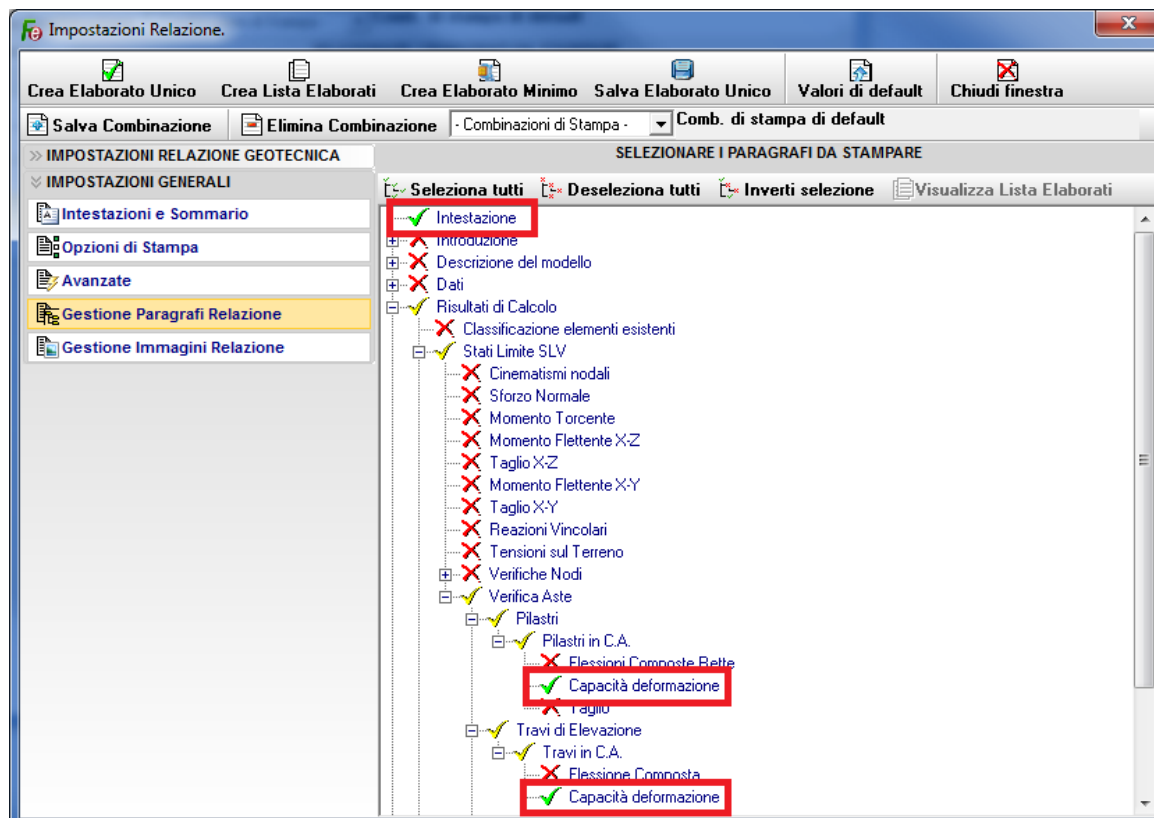 Impostazioni Relazione.
Crea Elaborato Unico Crea Lista Elaborati Crea Elaborato Minimo Salva Elaborato Unico Valori di default Chiudi finestra
Salva Combinazione Elimina Combinazione - Combinazioni di Stampa - Comb. di stampa di default
IMPOSTAZIONI RELAZIONE GEOTECNICA
IMPOSTAZIONI GENERALI
Intestazioni e Sommario
Opzioni di Stampa
Avanzate
Gestione Paragrafi Relazione
Gestione Immagini Relazione
SELEZIONARE I PARAGRAFI DA STAMPARE
Seleziona tutti Deseleziona tutti Inverti selezione Visualizza Lista Elaborati
Intestazione
Introduzione
Descrizione del modello
Dati
Risultati di Calcolo
Classificazione elementi esistenti
Stati Limite SLV
Cinematismi nodali
Sforzo Normale
Momento Torcente
Momento Flettente X-Z
Taglio X-Z
Momento Flettente X-Y
Taglio X-Y
Reazioni Vincolari
Tensioni sul Terreno
Verifiche Nodi
Verifica Aste
Pilastri
Pilastri in C.A.
Flessioni Composte Rette
Capacità deformazione
Taglio
Travi di Elevazione
Travi in C.A.
Flessione Composta
Capacità deformazione